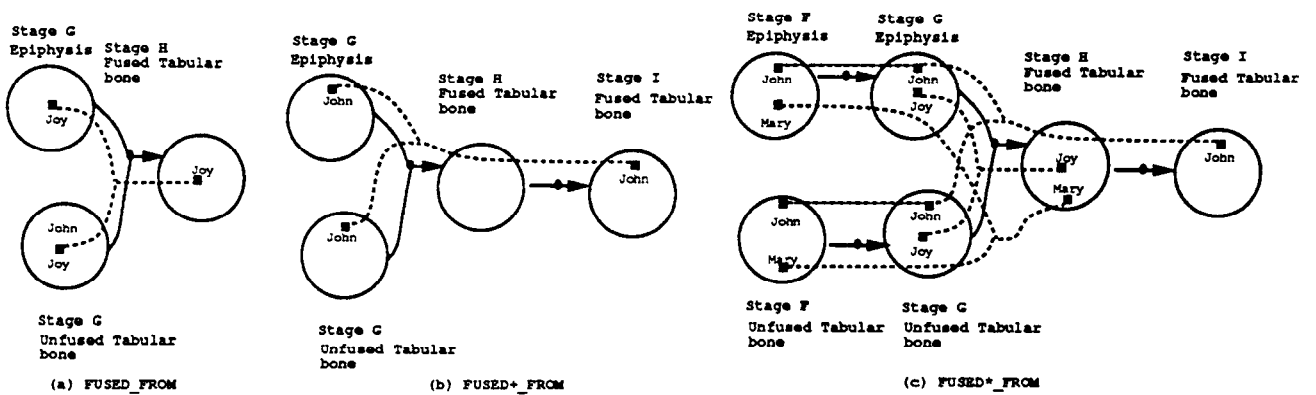 Stage G
Epiphysis
Stage H
Fused Tabular
bone
Joy
Joy
John
Joy
Stage G
Unfused Tabular
bone
(a) FUSED_FROM
Stage G
Epiphysis
John
Stage H
Fused Tabular
bone
Stage I
Fused Tabular
bone
John
John
Stage G
Unfused Tabular
bone
(b) FUSED+_FROM
Stage F
Epiphysis
Stage G
Epiphysis
Stage H
Fused Tabular
bone
Stage I
Fused Tabular
bone
John
Mary
John
Joy
Joy
Mary
John
John
Mary
John
Joy
Stage F
Unfused Tabular
bone
Stage G
Unfused Tabular
bone
(c) FUSED*_FROM